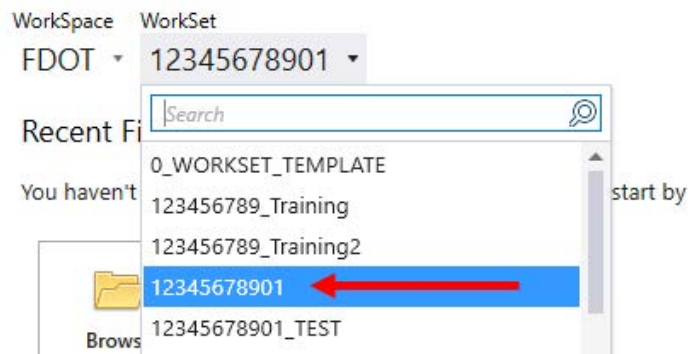 WorkSpace WorkSet
FDOT 12345678901
Search
Recent Fi
0_WORKSET_TEMPLATE
You haven't
start by
123456789_Training
123456789_Training2
12345678901
12345678901_TEST
Brows